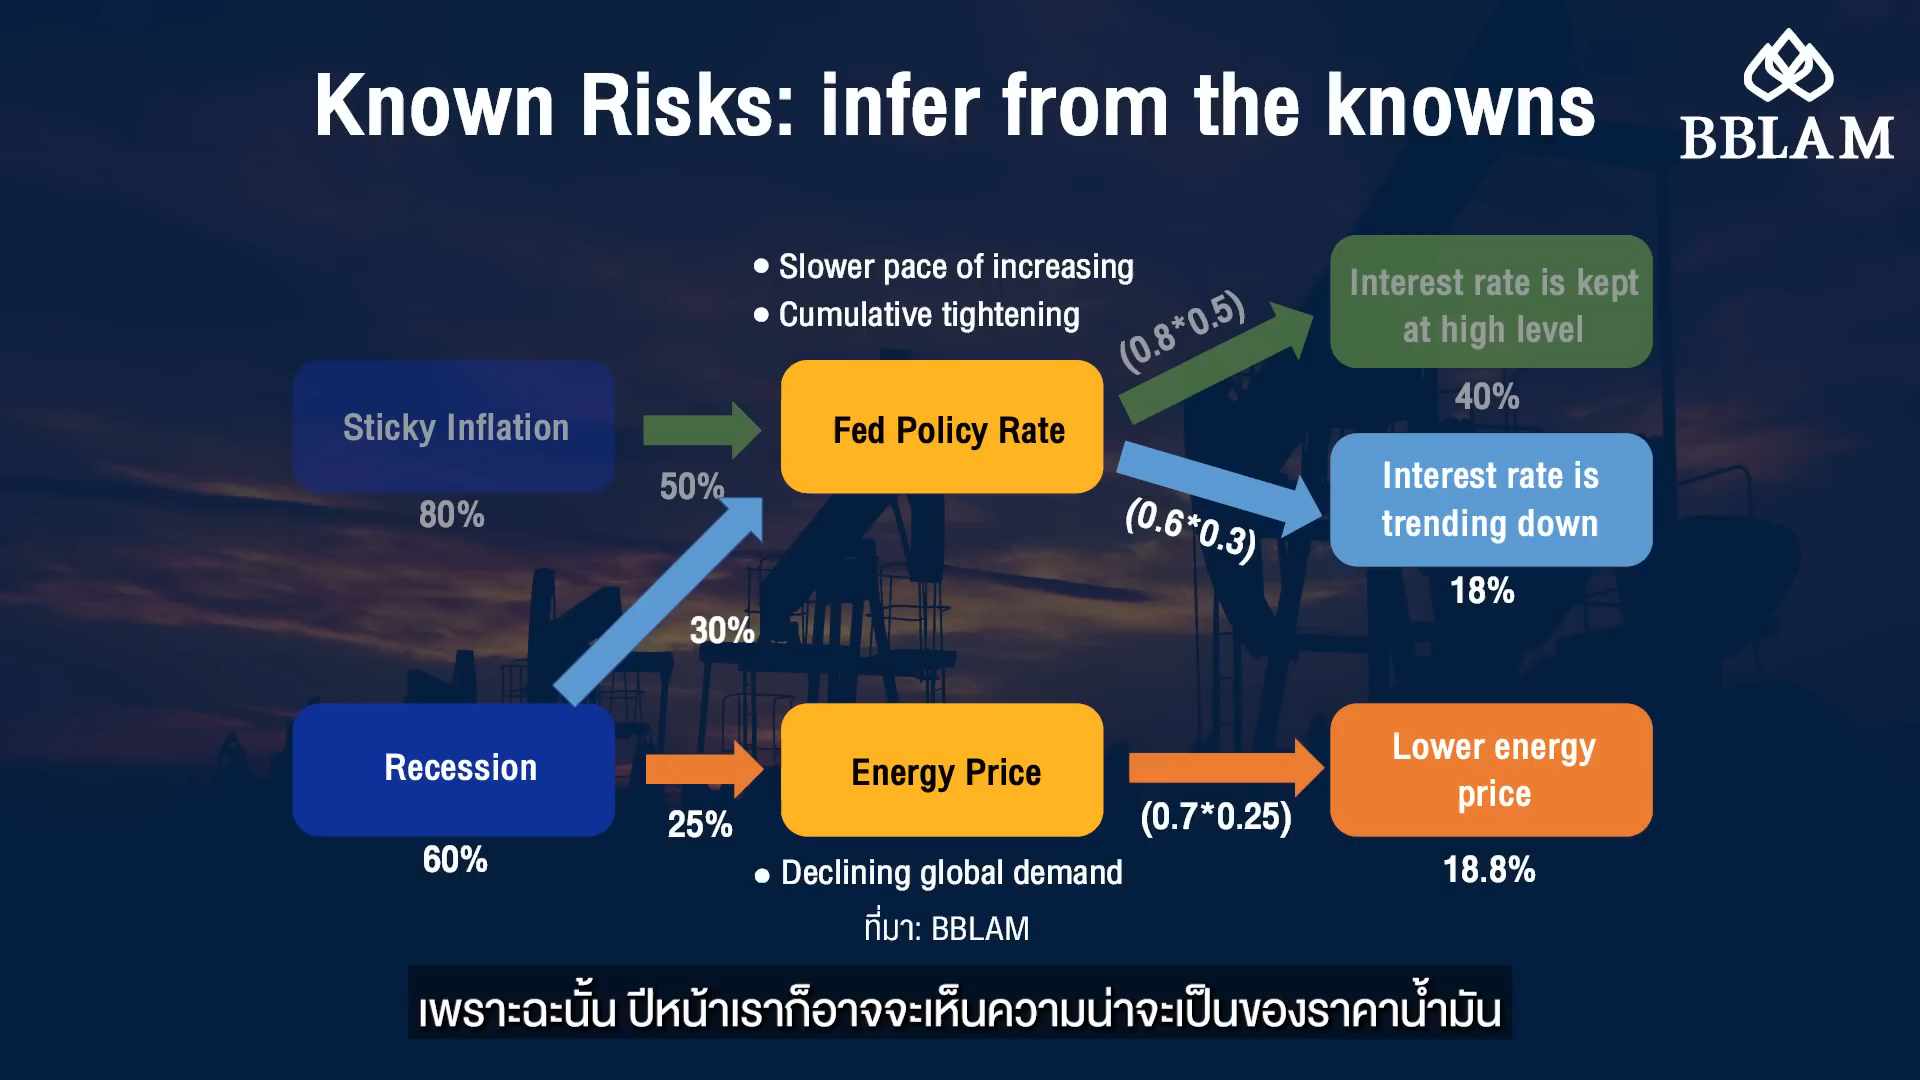 Known Risks: infer from the knowns
BBLAM
• Slower pace of increasing
• Cumulative tightening
Sticky Inflation
80%
50%
Fed Policy Rate
(0.8*0.5)
Interest rate is kept
at high level
40%
(0.6*0.3)
Interest rate is
trending down
18%
30%
Recession
60%
25%
Energy Price
(0.7*0.25)
Lower energy
price
18.8%
• Declining global demand
ที่มา: BBLAM
เพราะฉะนั้น ปีหน้าเราก็อาจจะเห็นความน่าจะเป็นของราคาน้ำมัน